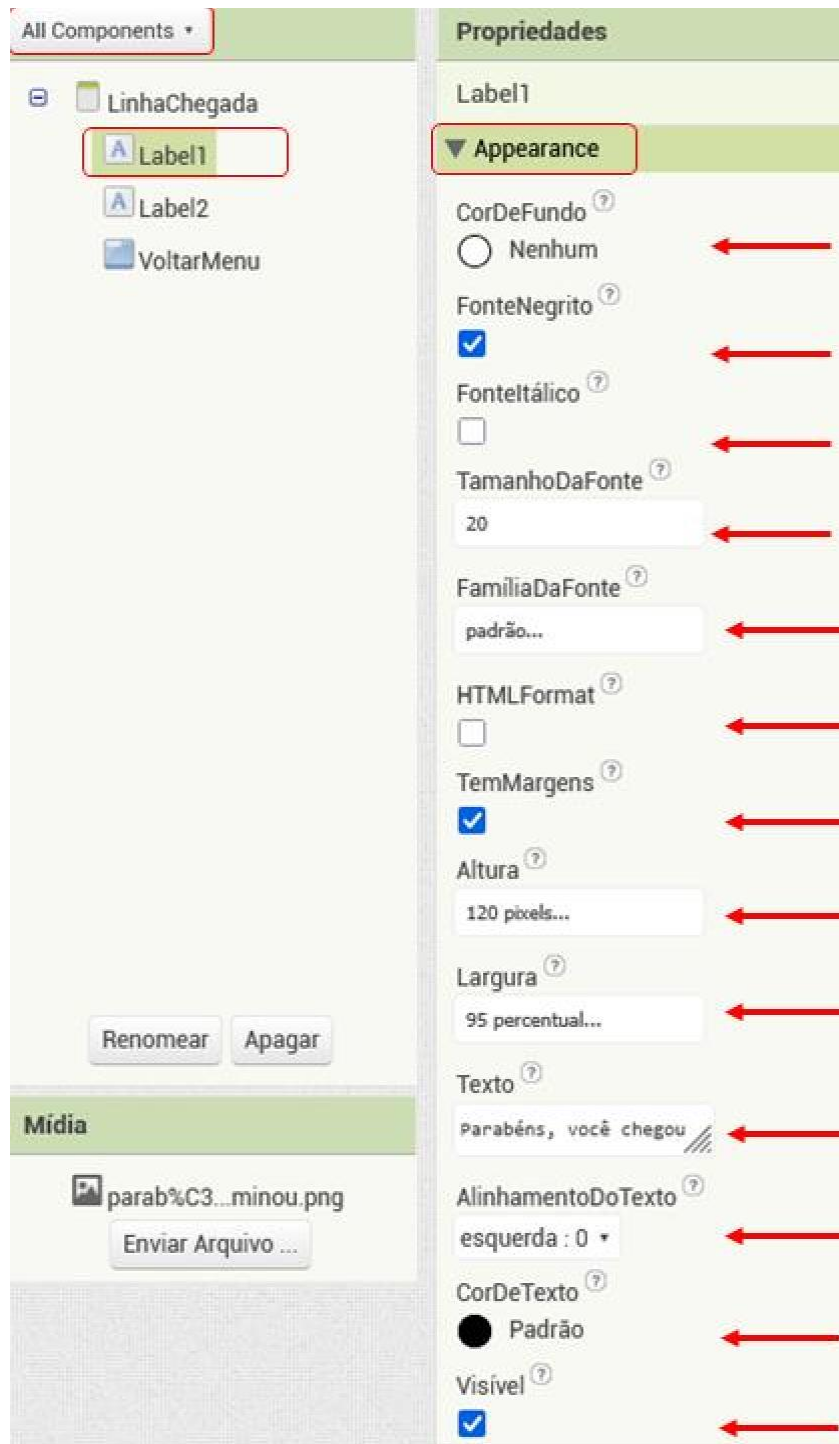 All Components
LinhaChegada
Label1
Label2
VoltarMenu
Renomear
Apagar
Mídia
parab%C3...minou.png
Enviar Arquivo ...
Propriedades
Label1
Appearance
CorDeFundo ?
Nenhum
FonteNegrito ?
FonteItálico ?
TamanhoDaFonte ?
20
FamíliaDaFonte ?
padrão...
HTMLFormat ?
TemMargens ?
Altura ?
120 pixels...
Largura ?
95 percentual...
Texto ?
Parabéns, você chegou
AlinhamentoDoTexto ?
esquerda : 0
CorDeTexto ?
Padrão
Visível ?